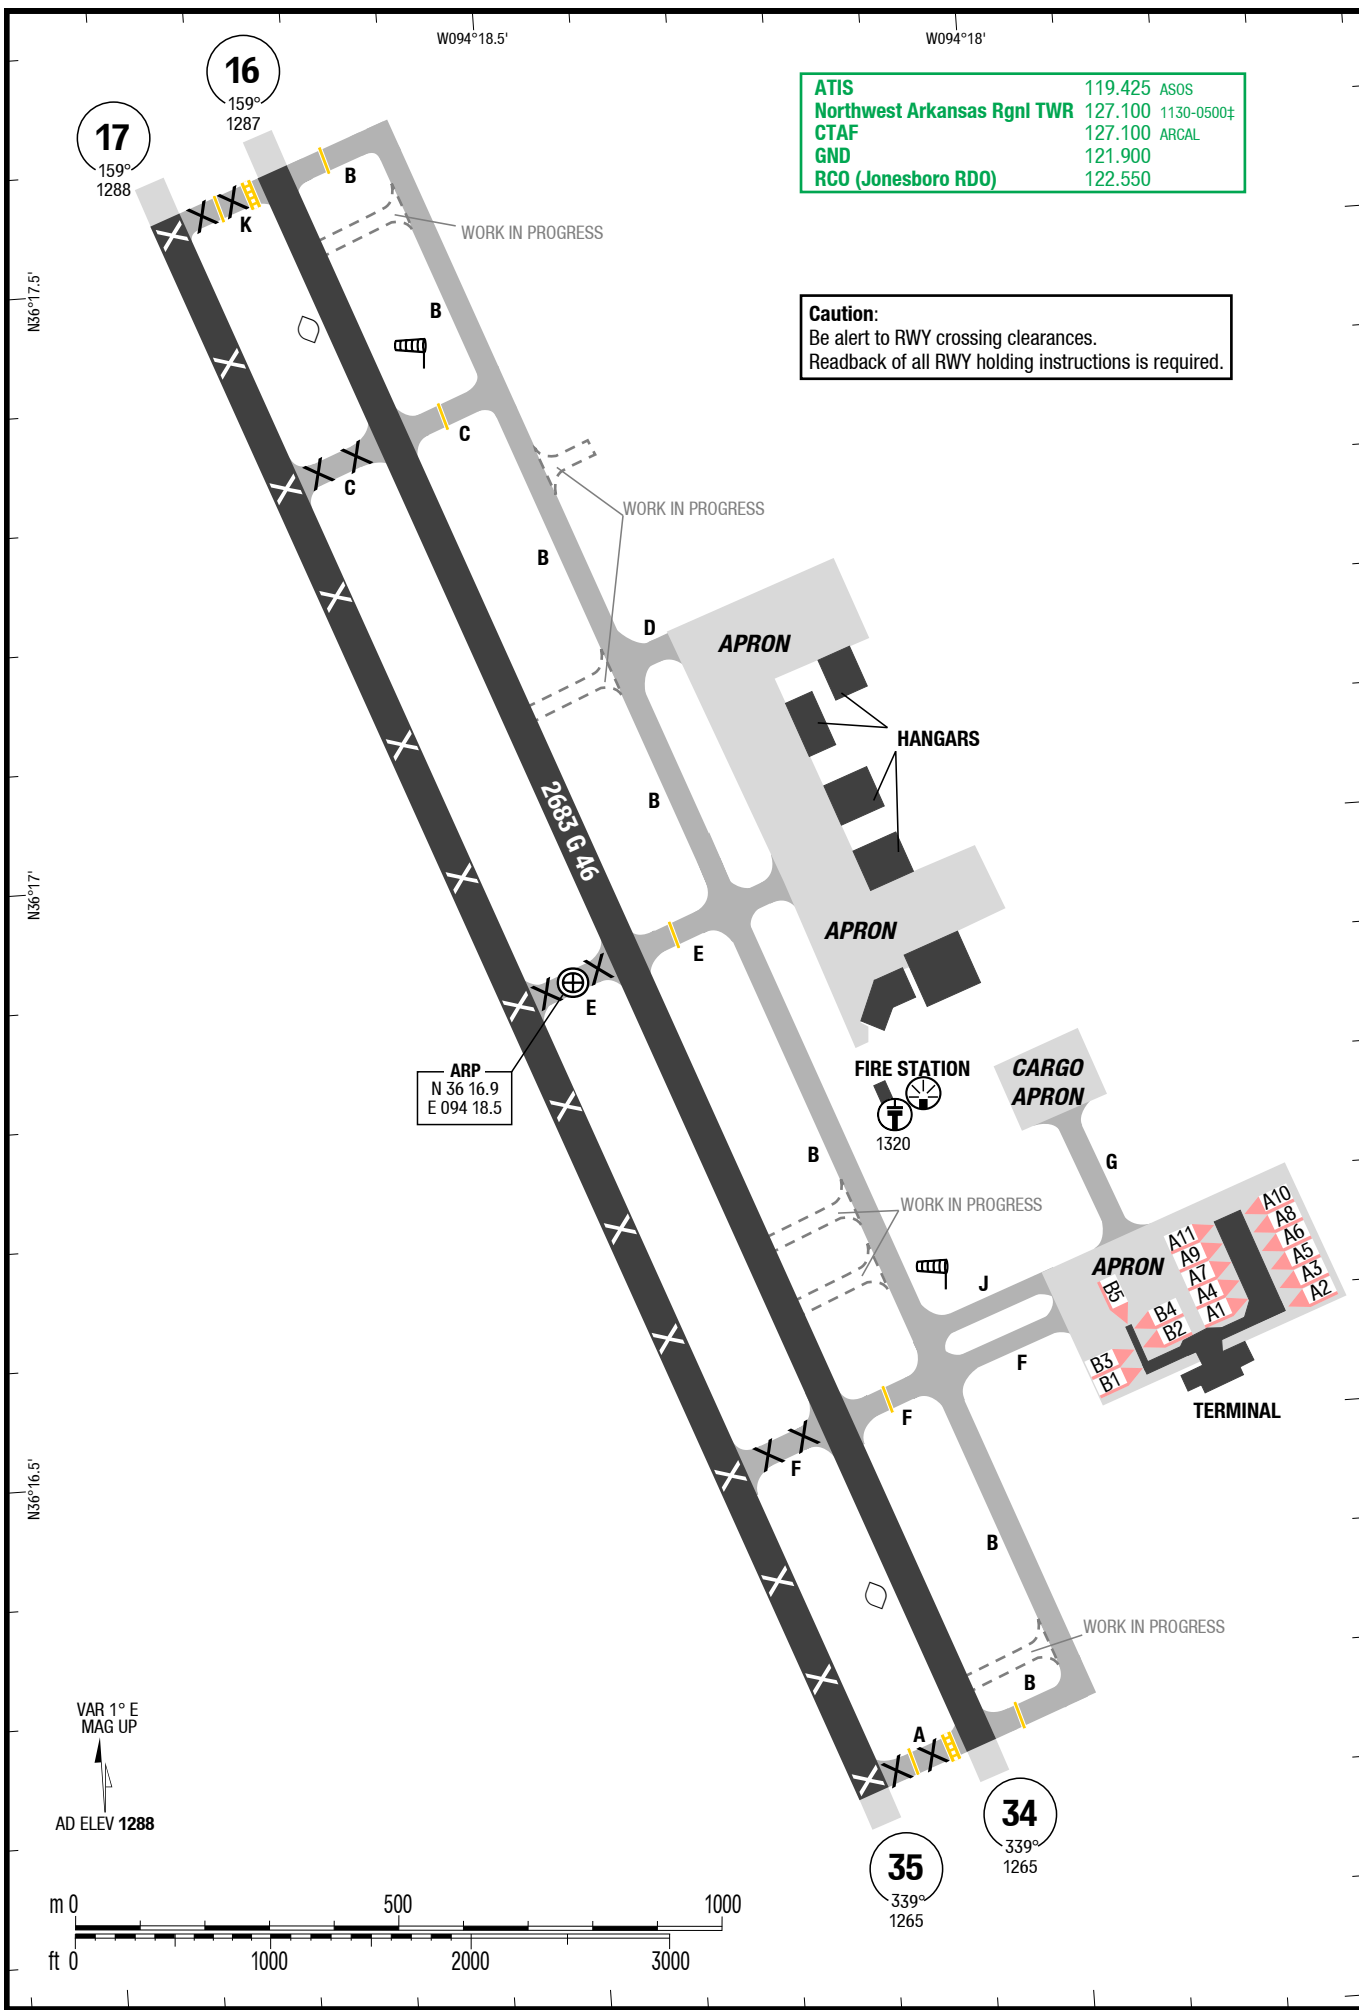 W094°18.5'
W094°18'
16
159°
1287
17
159°
1288
ATIS 119.425 ASOS
Northwest Arkansas Rgnl TWR 127.100 1130-0500‡
CTAF 127.100 ARCAL
GND 121.900
RCO (Jonesboro RDO) 122.550
B
K
WORK IN PROGRESS
N36°17.5'
B
Caution:
Be alert to RWY crossing clearances.
Readback of all RWY holding instructions is required.
C
C
WORK IN PROGRESS
B
D
APRON
HANGARS
2683 G 46
B
N36°17'
APRON
E
E
ARP
N 36 16.9
E 094 18.5
FIRE STATION
1320
CARGO
APRON
B
G
WORK IN PROGRESS
J
APRON
A10
A8
A6
A5
A3
A2
A11
A9
A7
A4
A1
B5
B4
B2
B3
B1
F
TERMINAL
F
F
N36°16.5'
B
WORK IN PROGRESS
B
A
VAR 1° E
MAG UP
AD ELEV 1288
34
339°
1265
35
339°
1265
m 0 500 1000
ft 0 1000 2000 3000